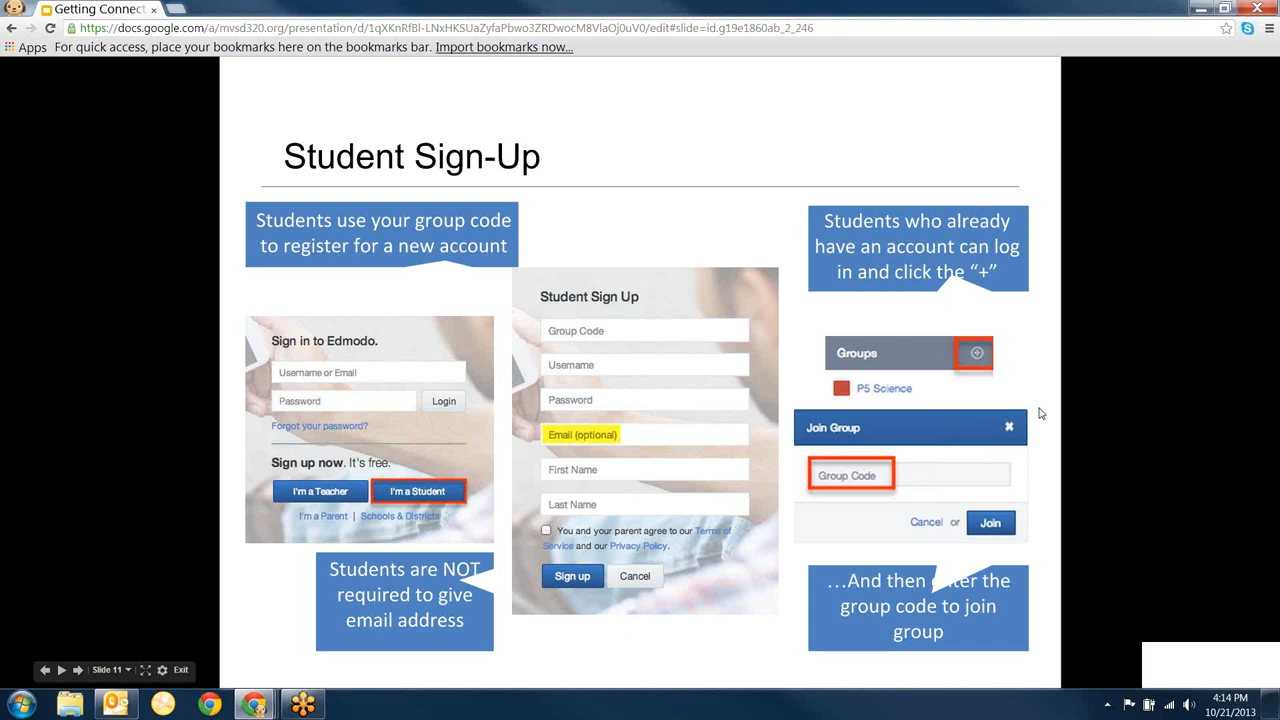 Getting Connect
https://docs.google.com/a/mvsd320.org/presentation/d/1qXKnRfBl-LNxHKSUaZyfaPbwo3ZRDwcM8VlaOj0uV0/edit#slide=id.g19e1860ab_2_246
Apps For quick access, place your bookmarks here on the bookmarks bar. Import bookmarks now...
Student Sign-Up
Students use your group code
to register for a new account
Sign in to Edmodo.
Username or Email
Password Login
Forgot your password?
Sign up now. It's free.
I'm a Teacher I'm a Student
I'm a Parent | Schools & Districts
Students are NOT
required to give
email address
Student Sign Up
Group Code
Username
Password
Email (optional)
First Name
Last Name
You and your parent agree to our Terms of
Service and our Privacy Policy.
Sign up Cancel
Students who already
have an account can log
in and click the “+”
Groups
P5 Science
Join Group
Group Code
Cancel or Join
...And then enter the
group code to join
group
Slide 11 Exit
4:14 PM
10/21/2013